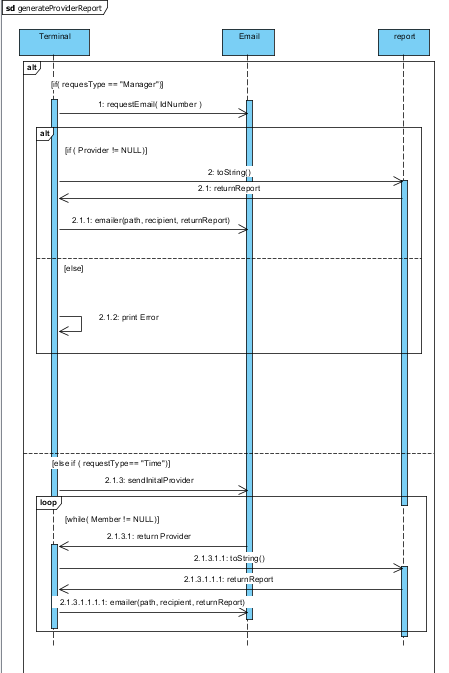 sd generateProviderReport
Terminal
Email
report
alt
[if( requesType == "Manager")]
1: requestEmail( IdNumber )
alt
[if ( Provider != NULL)]
2: toString()
2.1: returnReport
2.1.1: emailer(path, recipient, returnReport)
[else]
2.1.2: print Error
[else if ( requestType== "Time")]
2.1.3: sendInitalProvider
loop
[while( Member != NULL)]
2.1.3.1: return Provider
2.1.3.1.1: toString()
2.1.3.1.1.1: returnReport
2.1.3.1.1.1.1: emailer(path, recipient, returnReport)